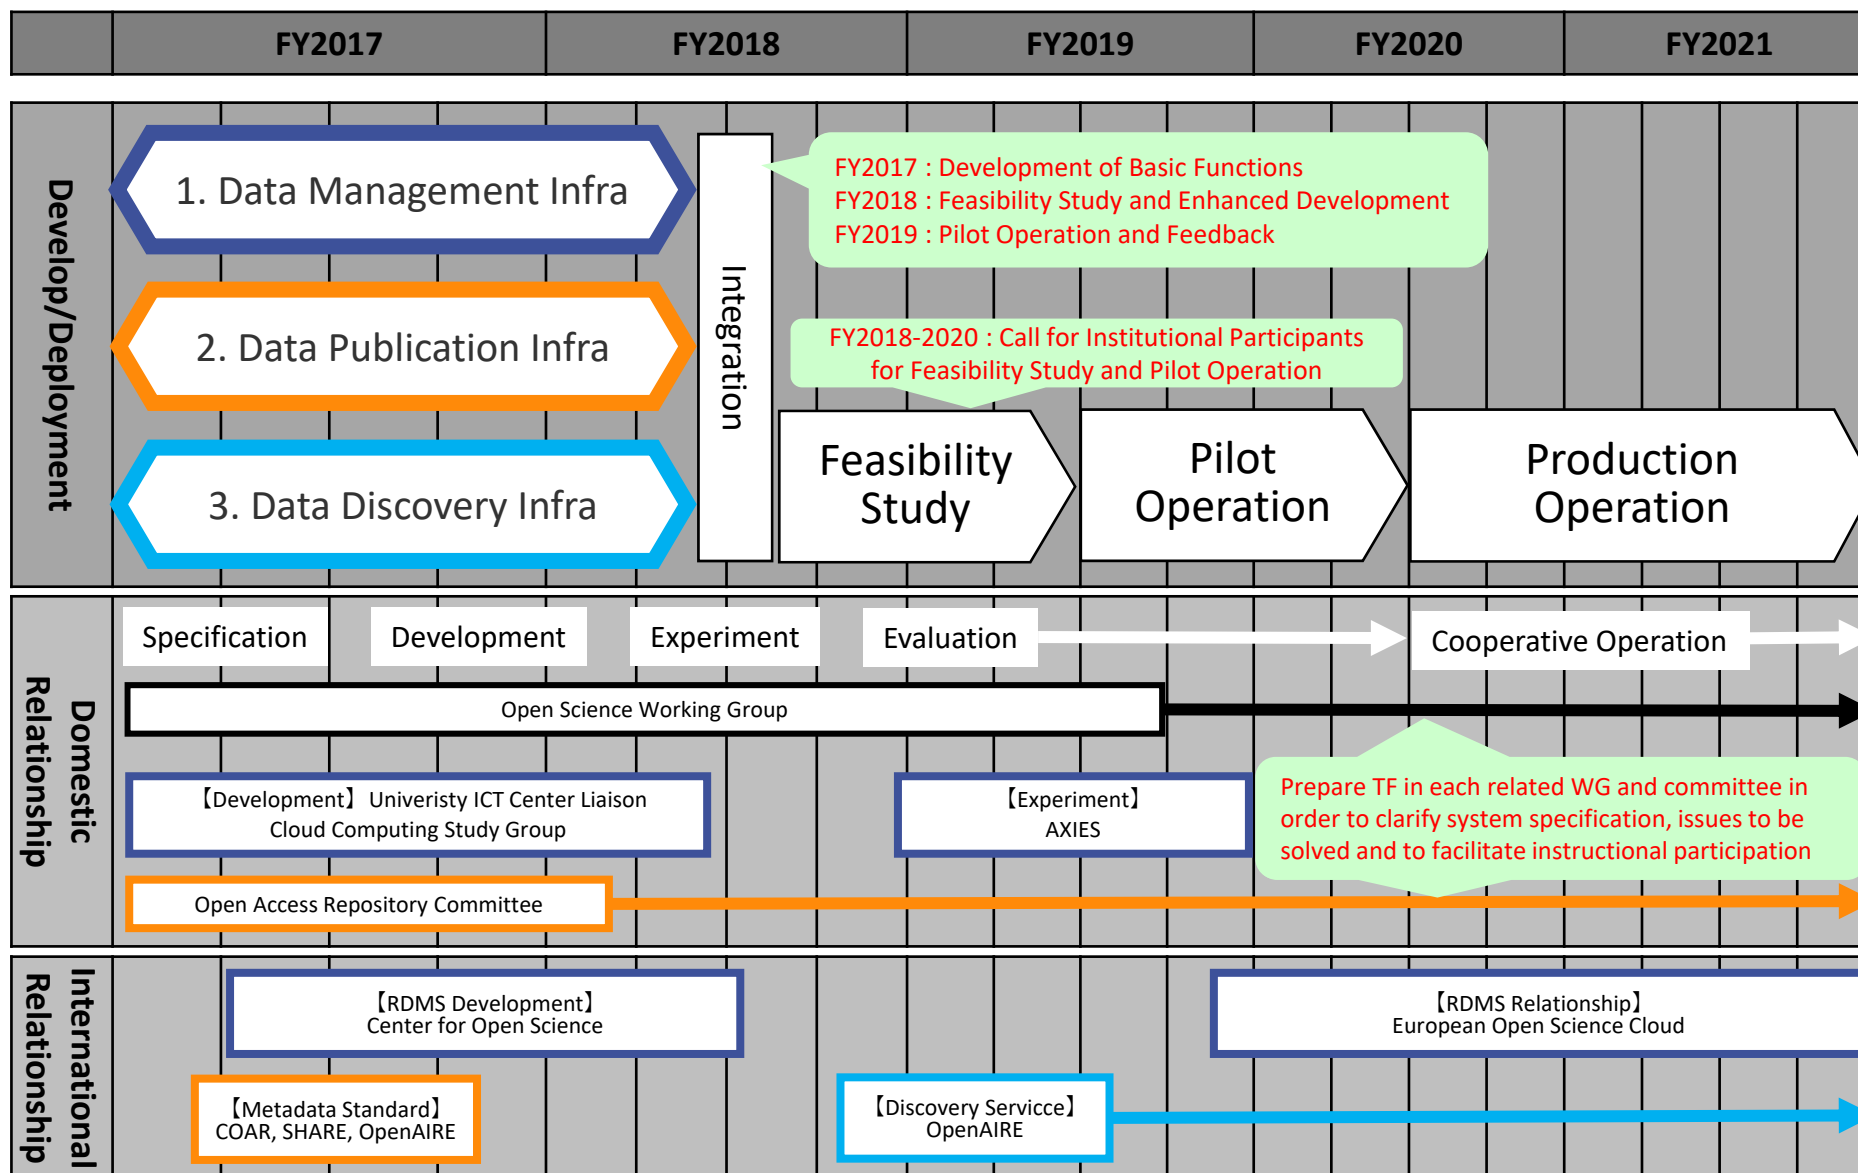 FY2017
FY2018
FY2019
FY2020
FY2021
Develop/Deployment
1. Data Management Infra
2. Data Publication Infra
3. Data Discovery Infra
Integration
FY2017 : Development of Basic Functions
FY2018 : Feasibility Study and Enhanced Development
FY2019 : Pilot Operation and Feedback
FY2018-2020 : Call for Institutional Participants
for Feasibility Study and Pilot Operation
Feasibility
Study
Pilot
Operation
Production
Operation
Domestic
Relationship
Specification
Development
Experiment
Evaluation
Cooperative Operation
Open Science Working Group
【Development】Univeristy ICT Center Liaison
Cloud Computing Study Group
【Experiment】
AXIES
Prepare TF in each related WG and committee in
order to clarify system specification, issues to be
solved and to facilitate instructional participation
Open Access Repository Committee
International
Relationship
【RDMS Development】
Center for Open Science
【RDMS Relationship】
European Open Science Cloud
【Metadata Standard】
COAR, SHARE, OpenAIRE
【Discovery Servicce】
OpenAIRE